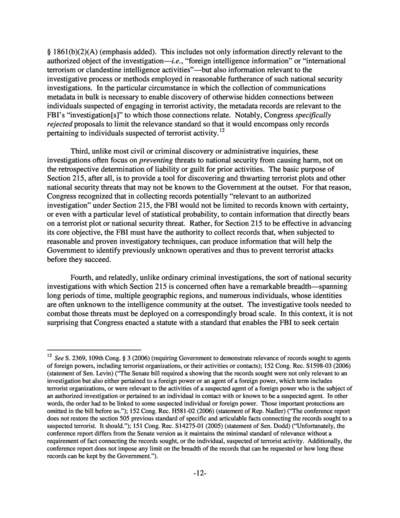 § 1861(b)(2)(A) (emphasis added). This includes not only information directly relevant to the
authorized object of the investigation—i.e., “foreign intelligence information” or “international
terrorism or clandestine intelligence activities”—but also information relevant to the
investigative process or methods employed in reasonable furtherance of such national security
investigations. In the particular circumstance in which the collection of communications
metadata in bulk is necessary to enable discovery of otherwise hidden connections between
individuals suspected of engaging in terrorist activity, the metadata records are relevant to the
FBI’s “investigation[s]” to which those connections relate. Notably, Congress specifically
rejected proposals to limit the relevance standard so that it would encompass only records
pertaining to individuals suspected of terrorist activity.12
Third, unlike most civil or criminal discovery or administrative inquiries, these
investigations often focus on preventing threats to national security from causing harm, not on
the retrospective determination of liability or guilt for prior activities. The basic purpose of
Section 215, after all, is to provide a tool for discovering and thwarting terrorist plots and other
national security threats that may not be known to the Government at the outset. For that reason,
Congress recognized that in collecting records potentially “relevant to an authorized
investigation” under Section 215, the FBI would not be limited to records known with certainty,
or even with a particular level of statistical probability, to contain information that directly bears
on a terrorist plot or national security threat. Rather, for Section 215 to be effective in advancing
its core objective, the FBI must have the authority to collect records that, when subjected to
reasonable and proven investigatory techniques, can produce information that will help the
Government to identify previously unknown operatives and thus to prevent terrorist attacks
before they succeed.
Fourth, and relatedly, unlike ordinary criminal investigations, the sort of national security
investigations with which Section 215 is concerned often have a remarkable breadth—spanning
long periods of time, multiple geographic regions, and numerous individuals, whose identities
are often unknown to the intelligence community at the outset. The investigative tools needed to
combat those threats must be deployed on a correspondingly broad scale. In this context, it is not
surprising that Congress enacted a statute with a standard that enables the FBI to seek certain
12 See S. 2369, 109th Cong. § 3 (2006) (requiring Government to demonstrate relevance of records sought to agents
of foreign powers, including terrorist organizations, or their activities or contacts); 152 Cong. Rec. S1598-03 (2006)
(statement of Sen. Levin) (“The Senate bill required a showing that the records sought were not only relevant to an
investigation but also either pertained to a foreign power or an agent of a foreign power, which term includes
terrorist organizations, or were relevant to the activities of a suspected agent of a foreign power who is the subject of
an authorized investigation or pertained to an individual in contact with or known to be a suspected agent. In other
words, the order had to be linked to some suspected individual or foreign power. Those important protections are
omitted in the bill before us.”); 152 Cong. Rec. H581-02 (2006) (statement of Rep. Nadler) (“The conference report
does not restore the section 505 previous standard of specific and articulable facts connecting the records sought to a
suspected terrorist. It should.”); 151 Cong. Rec. S14275-01 (2005) (statement of Sen. Dodd) (“Unfortunately, the
conference report differs from the Senate version as it maintains the minimal standard of relevance without a
requirement of fact connecting the records sought, or the individual, suspected of terrorist activity. Additionally, the
conference report does not impose any limit on the breadth of the records that can be requested or how long these
records can be kept by the Government.”).
-12-